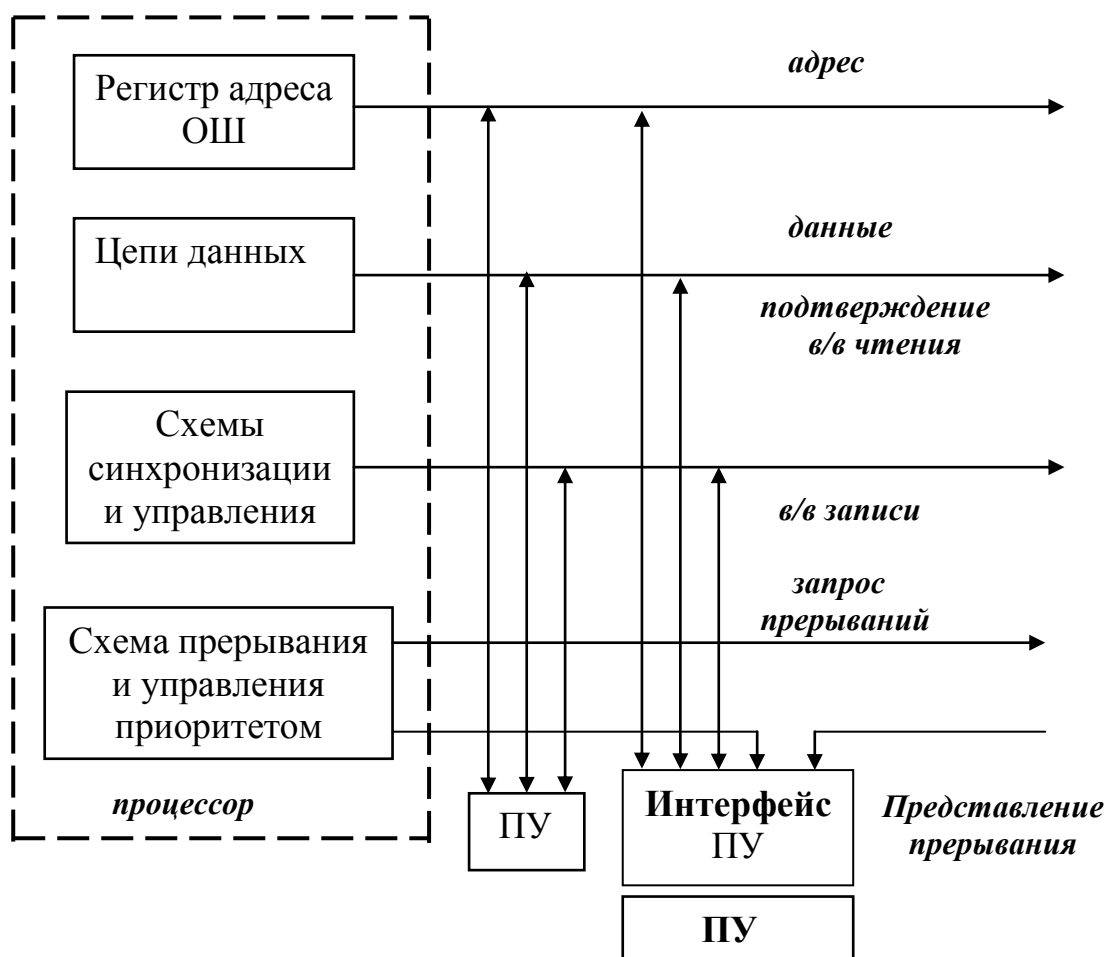 адрес
Регистр адреса
ОШ
данные
Цепи данных
подтверждение
в/в чтения
Схемы
синхронизации
и управления
в/в записи
запрос
прерываний
Схема прерывания
и управления
приоритетом
процессор
ПУ
Интерфейс
ПУ
Представление
прерывания
ПУ